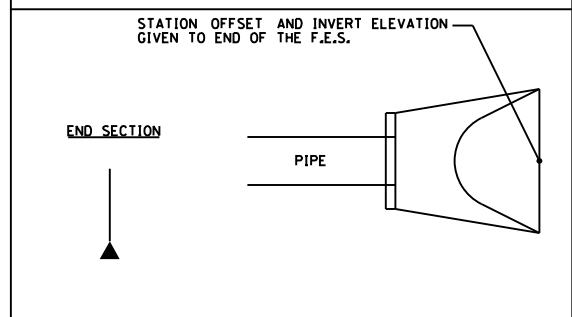 STATION OFFSET AND INVERT ELEVATION
GIVEN TO END OF THE F.E.S.
END SECTION
PIPE